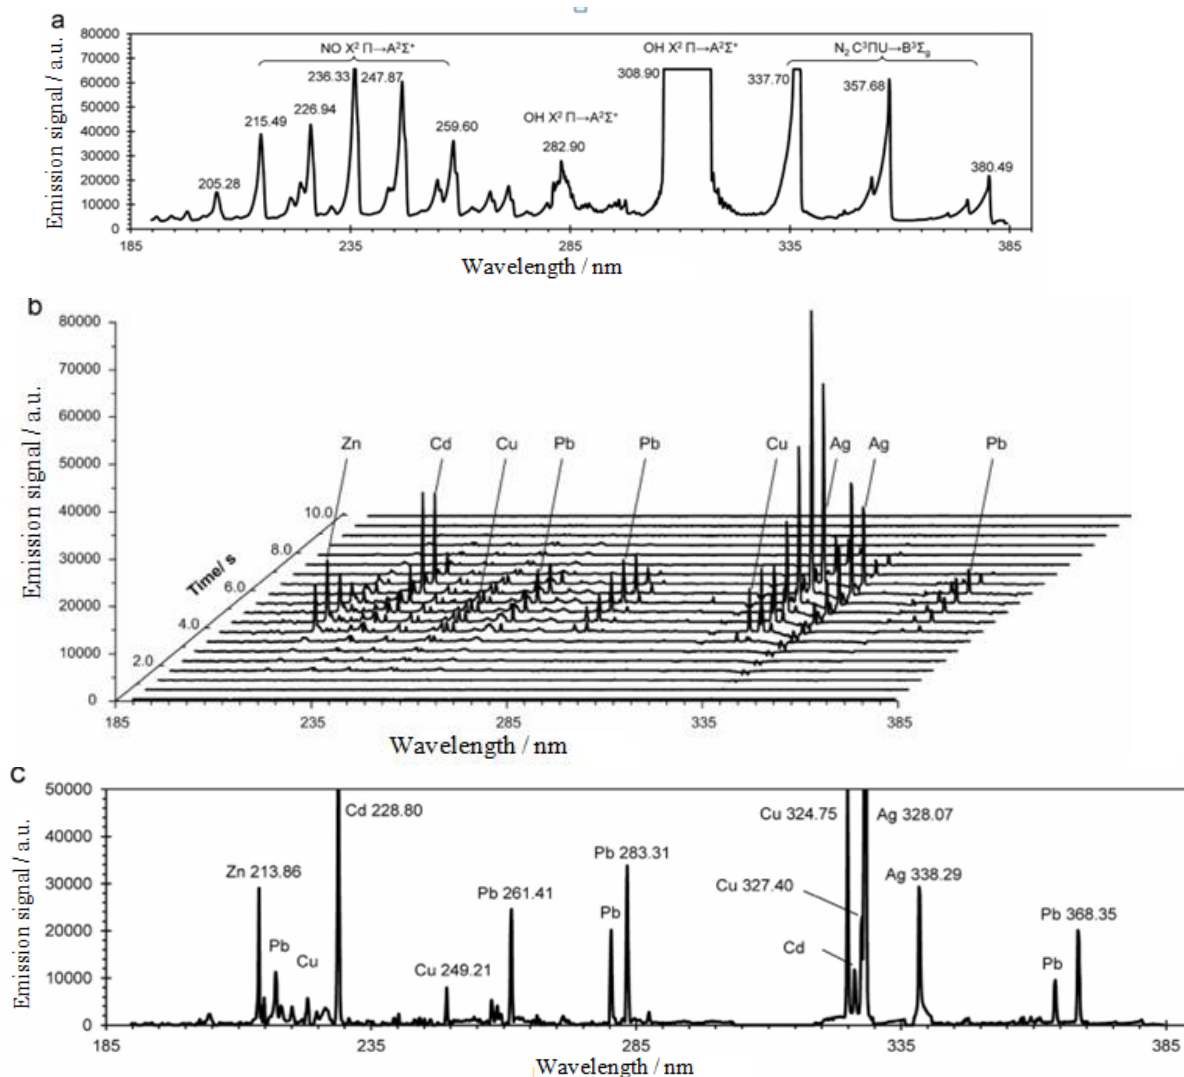 a
NO X² Π→A²Σ⁺
OH X² Π→A²Σ⁺
N₂ C³ΠU→B³Σg
80000
70000
60000
50000
40000
30000
20000
10000
0
Emission signal / a.u.
205.28
215.49
226.94
236.33
247.87
259.60
OH X² Π→A²Σ⁺
282.90
308.90
337.70
357.68
380.49
185
235
285
335
385
Wavelength / nm
b
80000
70000
60000
50000
40000
30000
20000
10000
0
Emission signal / a.u.
Zn
Cd
Cu
Pb
Pb
Cu
Ag
Ag
Pb
10.0
8.0
6.0
4.0
2.0
Time/ s
185
235
285
335
385
Wavelength / nm
c
50000
40000
30000
20000
10000
0
Emission signal / a.u.
Zn 213.86
Pb
Cu
Cd 228.80
Cu 249.21
Pb 261.41
Pb
Pb 283.31
Cu 324.75
Cu 327.40
Cd
Ag 328.07
Ag 338.29
Pb
Pb 368.35
185
235
285
335
385
Wavelength / nm